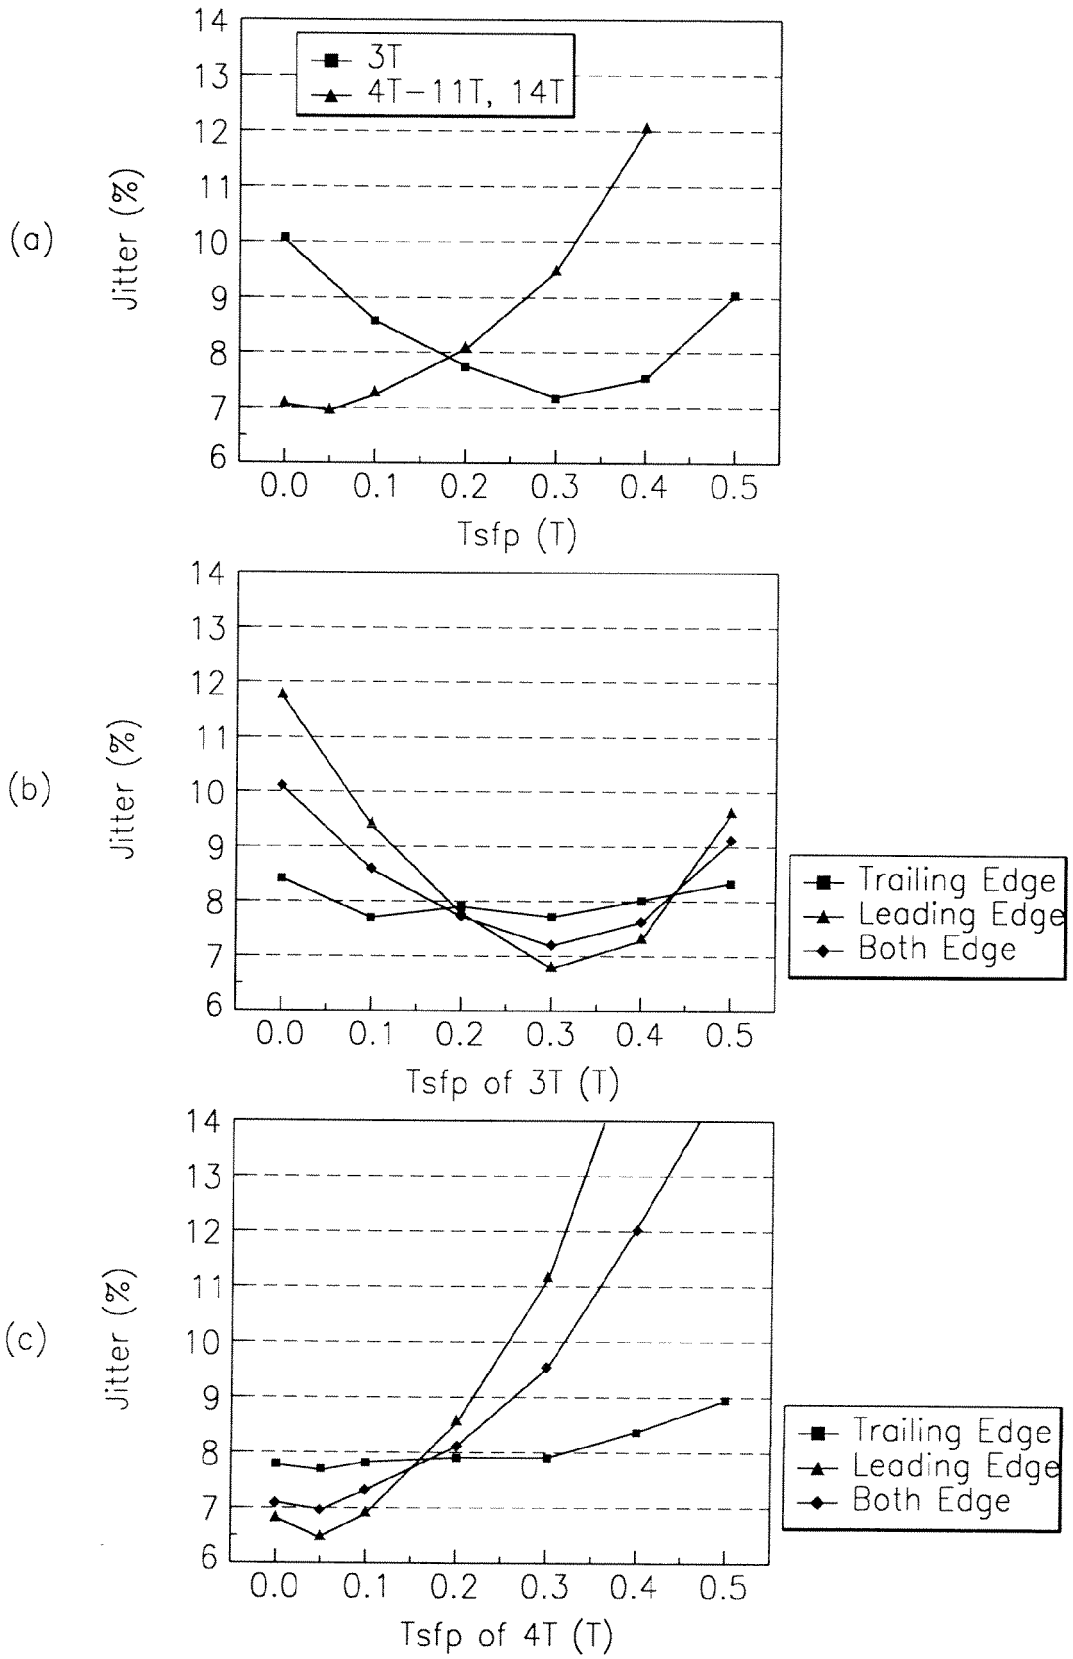 (a)
Jitter (%)
14
13
12
11
10
9
8
7
6
3T
4T-11T, 14T
0.0 0.1 0.2 0.3 0.4 0.5
Tsfp (T)
(b)
Jitter (%)
14
13
12
11
10
9
8
7
6
Trailing Edge
Leading Edge
Both Edge
0.0 0.1 0.2 0.3 0.4 0.5
Tsfp of 3T (T)
(c)
Jitter (%)
14
13
12
11
10
9
8
7
6
Trailing Edge
Leading Edge
Both Edge
0.0 0.1 0.2 0.3 0.4 0.5
Tsfp of 4T (T)